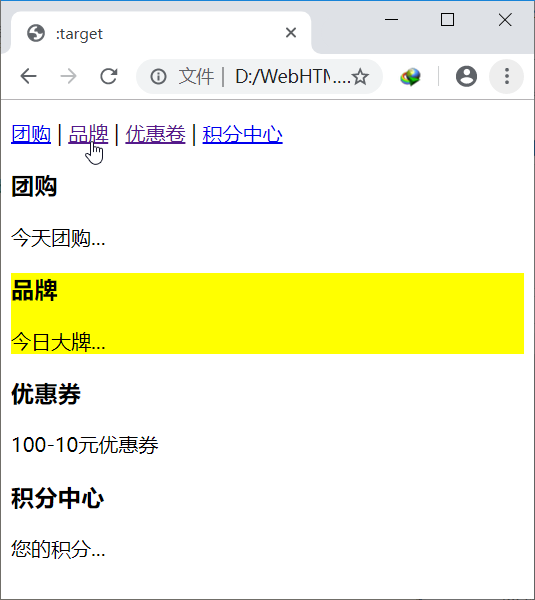 :target
文件 | D:/WebHTM....
团购 | 品牌 | 优惠卷 | 积分中心
团购
今天团购...
品牌
今日大牌...
优惠券
100-10元优惠券
积分中心
您的积分...